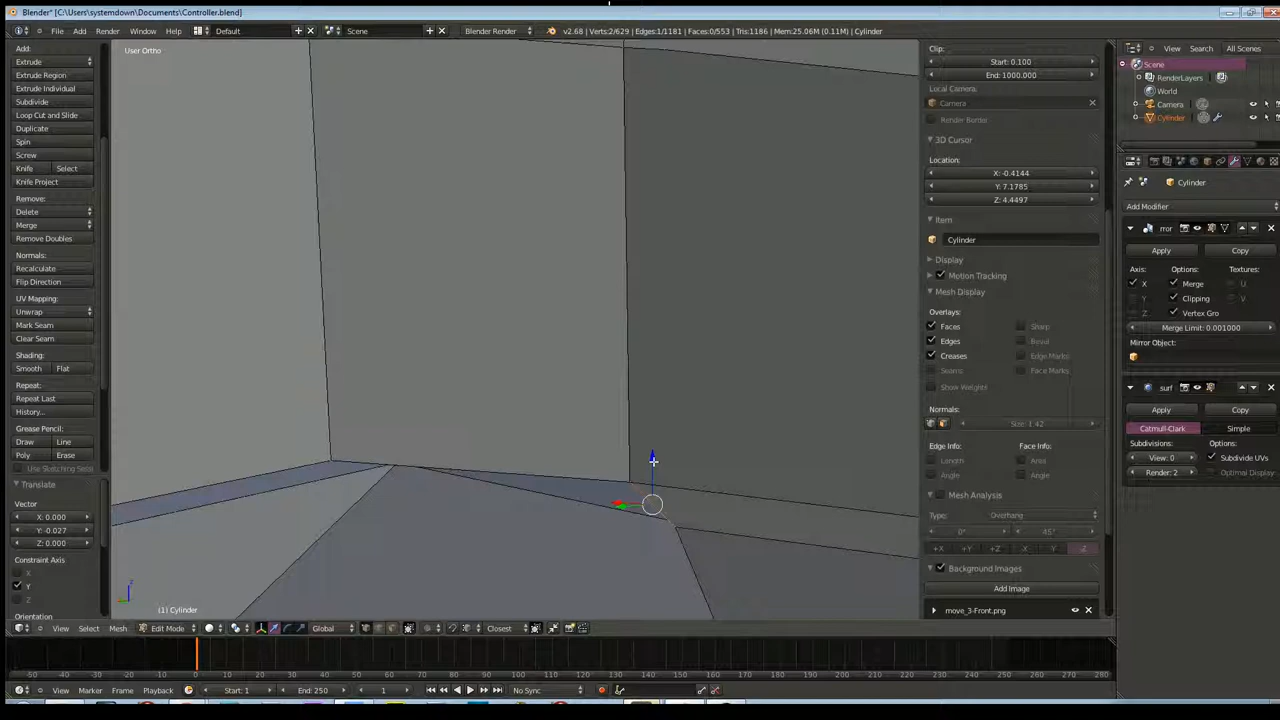 Blender* [C:\Users\systemdown\Documents\Controller.blend]
File Add Render Window Help Default Scene Blender Render v2.68 | Verts:2/629 | Edges:1/1181 | Faces:0/553 | Tris:1186 | Mem:25.06M (0.11M) | Cylinder
Add:
Extrude
Extrude Region
Extrude Individual
Subdivide
Loop Cut and Slide
Duplicate
Spin
Screw
Knife Select
Knife Project
Remove:
Delete
Merge
Remove Doubles
Normals:
Recalculate
Flip Direction
UV Mapping:
Unwrap
Mark Seam
Clear Seam
Shading:
Smooth Flat
Repeat:
Repeat Last
History...
Grease Pencil:
Draw Line
Poly Erase
Use Sketching Sessi
Translate
Vector
X: 0.000
Y: -0.027
Z: 0.000
Constraint Axis
X
Y
Z
Orientation
User Ortho
(1) Cylinder
Clip:
Start: 0.100
End: 1000.000
Local Camera:
Camera
Render Border
3D Cursor
Location:
X: -0.4144
Y: 7.1785
Z: 4.4497
Item
Cylinder
Display
Motion Tracking
Mesh Display
Overlays:
Faces Sharp
Edges Bevel
Creases Edge Marks
Seams Face Marks
Show Weights
Normals:
Size: 1.42
Edge Info: Face Info:
Length Area
Angle Angle
Mesh Analysis
Type: Overhang
0° 45°
+X +Y +Z -X -Y -Z
Background Images
Add Image
move_3-Front.png
View Search All Scenes
Scene
RenderLayers
World
Camera
Cylinder
Cylinder
Add Modifier
rror
Apply Copy
Axis: Options: Textures:
X Merge U
Y Clipping V
Z Vertex Gro
Merge Limit: 0.001000
Mirror Object:
surf
Apply Copy
Catmull-Clark Simple
Subdivisions: Options:
View: 0 Subdivide UVs
Render: 2 Optimal Display
View Select Mesh Edit Mode Global Closest
-50 -40 -30 -20 -10 0 10 20 30 40 50 60 70 80 90 100 110 120 130 140 150 160 170 180 190 200 210 220 230 240 250 260 270 280
View Marker Frame Playback Start: 1 End: 250 1 No Sync